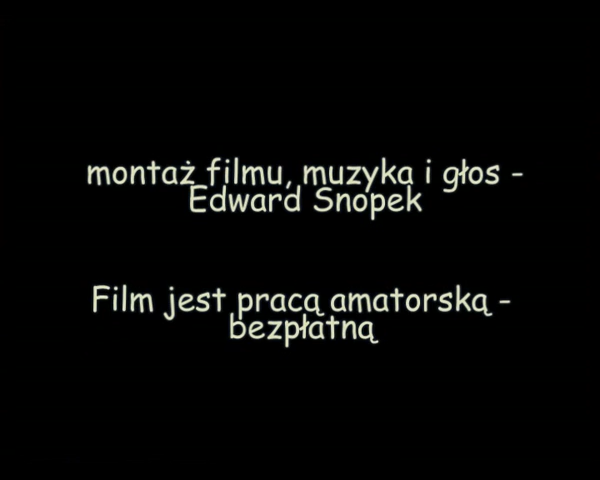 montaż filmu, muzyka i głos -
Edward Snopek
Film jest pracą amatorską -
bezpłatną